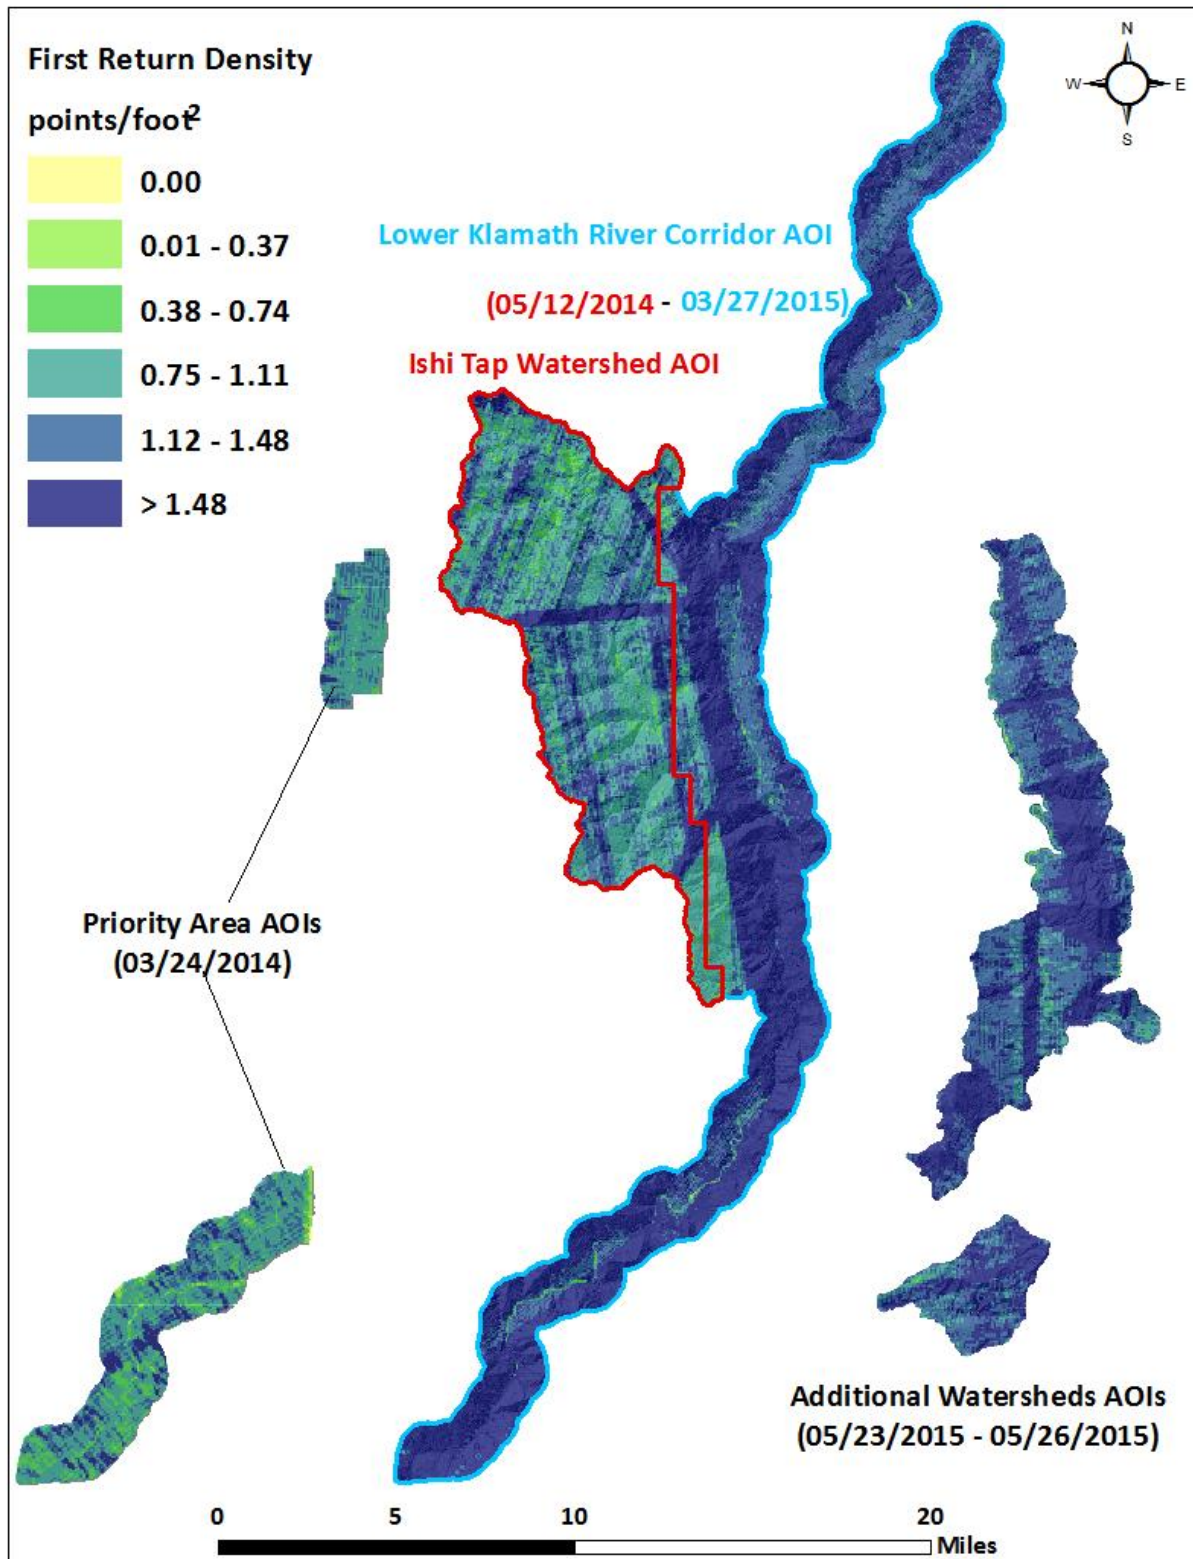 First Return Density
points/foot²
0.00
0.01 - 0.37
0.38 - 0.74
0.75 - 1.11
1.12 - 1.48
> 1.48
N
W E
S
Lower Klamath River Corridor AOI
(05/12/2014 - 03/27/2015)
Ishi Tap Watershed AOI
Priority Area AOIs
(03/24/2014)
Additional Watersheds AOIs
(05/23/2015 - 05/26/2015)
0 5 10 20
Miles